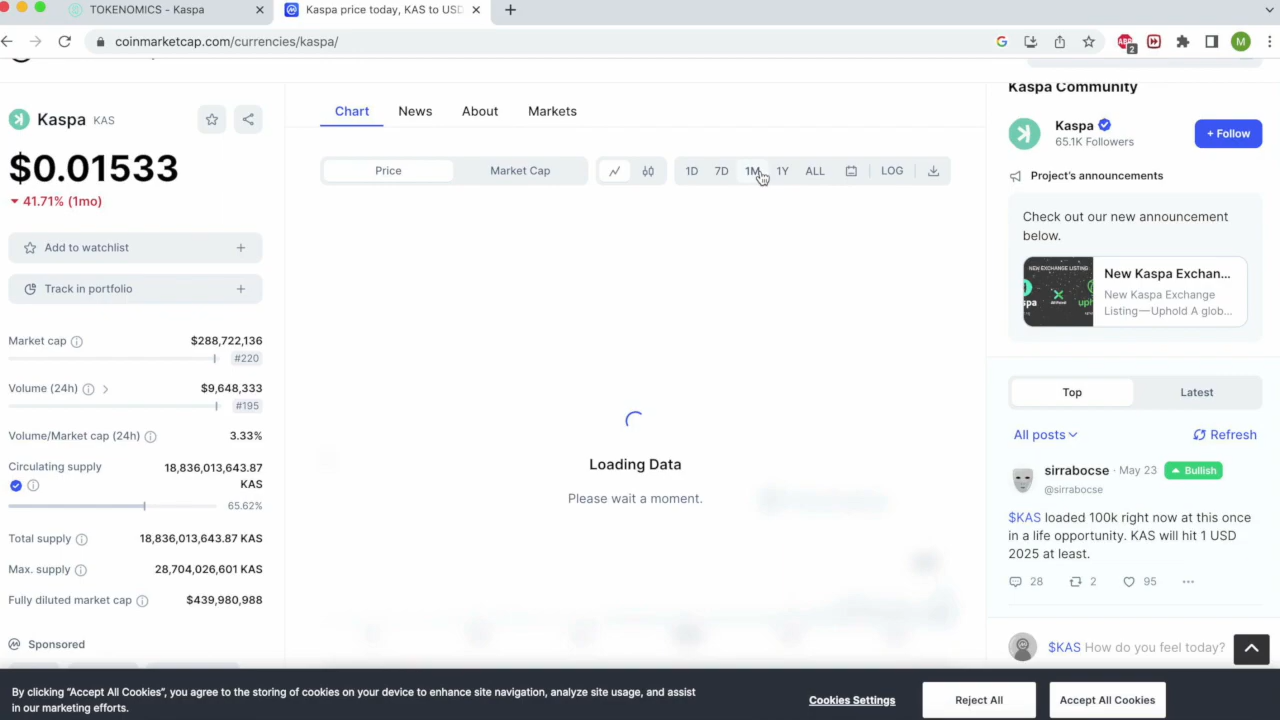 TOKENOMICS - Kaspa
Kaspa price today, KAS to USD
coinmarketcap.com/currencies/kaspa/
ABP
2
M
Kaspa KAS
$0.01533
41.71% (1mo)
Add to watchlist
Track in portfolio
Market cap $288,722,136
#220
Volume (24h) $9,648,333
#195
Volume/Market cap (24h) 3.33%
Circulating supply 18,836,013,643.87
KAS
65.62%
Total supply 18,836,013,643.87 KAS
Max. supply 28,704,026,601 KAS
Fully diluted market cap $439,980,988
Sponsored
Chart News About Markets
Price Market Cap 1D 7D 1M 1Y ALL LOG
Loading Data
Please wait a moment.
Kaspa Community
Kaspa
65.1K Followers
+ Follow
Project's announcements
Check out our new announcement
below.
NEW EXCHANGE LISTING
spa
uph
New Kaspa Exchan...
New Kaspa Exchange
Listing—Uphold A glob...
Top Latest
All posts Refresh
sirrabocse · May 23 Bullish
@sirrabocse
$KAS loaded 100k right now at this once
in a life opportunity. KAS will hit 1 USD
2025 at least.
28 2 95
$KAS How do you feel today?
By clicking “Accept All Cookies”, you agree to the storing of cookies on your device to enhance site navigation, analyze site usage, and assist
in our marketing efforts.
Cookies Settings
Reject All
Accept All Cookies